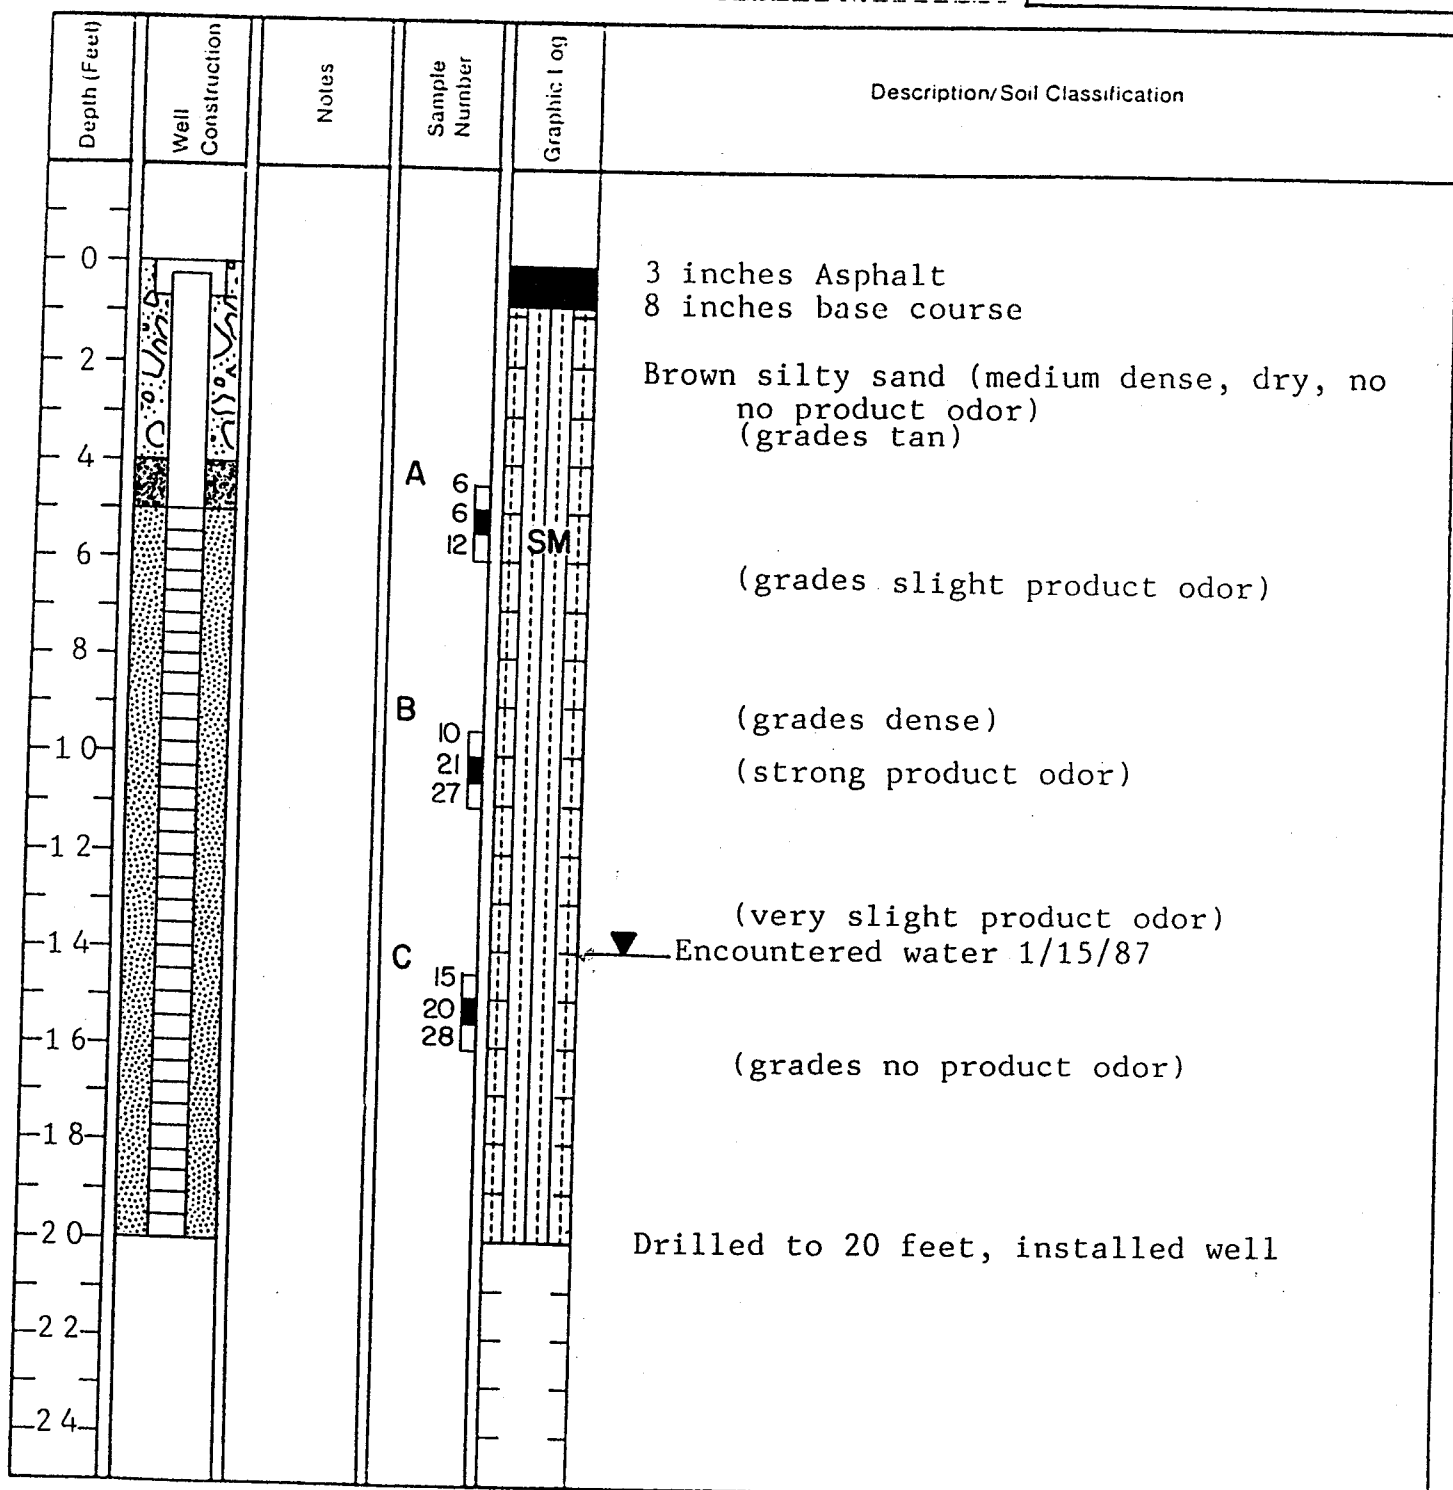 Depth (Feet)
Well
Construction
Notes
Sample
Number
Graphic Log
Description/Soil Classification
0
2
4
6
8
10
12
14
16
18
20
22
24
A
6
6
12
B
10
21
27
C
15
20
28
SM
3 inches Asphalt
8 inches base course
Brown silty sand (medium dense, dry, no
no product odor)
(grades tan)
(grades slight product odor)
(grades dense)
(strong product odor)
(very slight product odor)
Encountered water 1/15/87
(grades no product odor)
Drilled to 20 feet, installed well